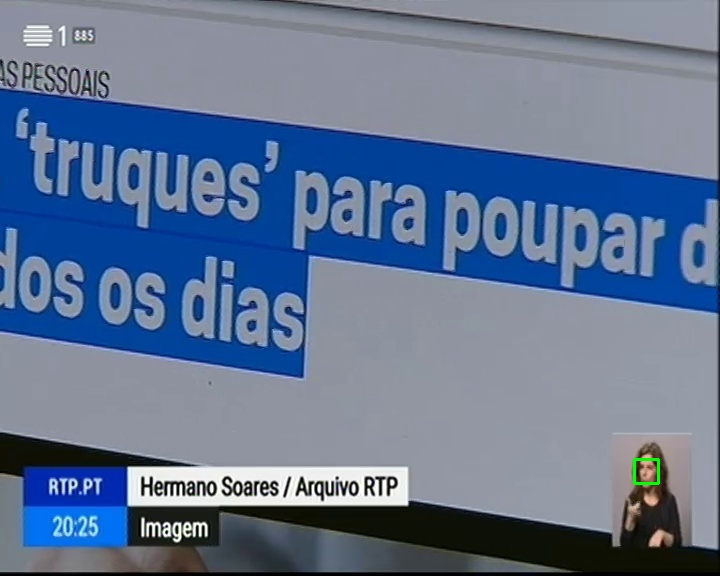 1 885
AS PESSOAIS
'truques' para poupar d
dos os dias
RTP.PT Hermano Soares / Arquivo RTP
20:25 Imagem